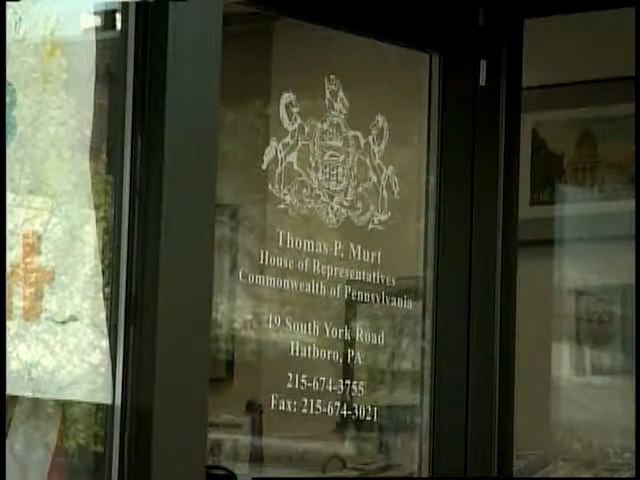 Thomas P. Murt
House of Representatives
Commonwealth of Pennsylvania
19 South York Road
Hatboro, PA
215-674-3755
Fax: 215-674-3021